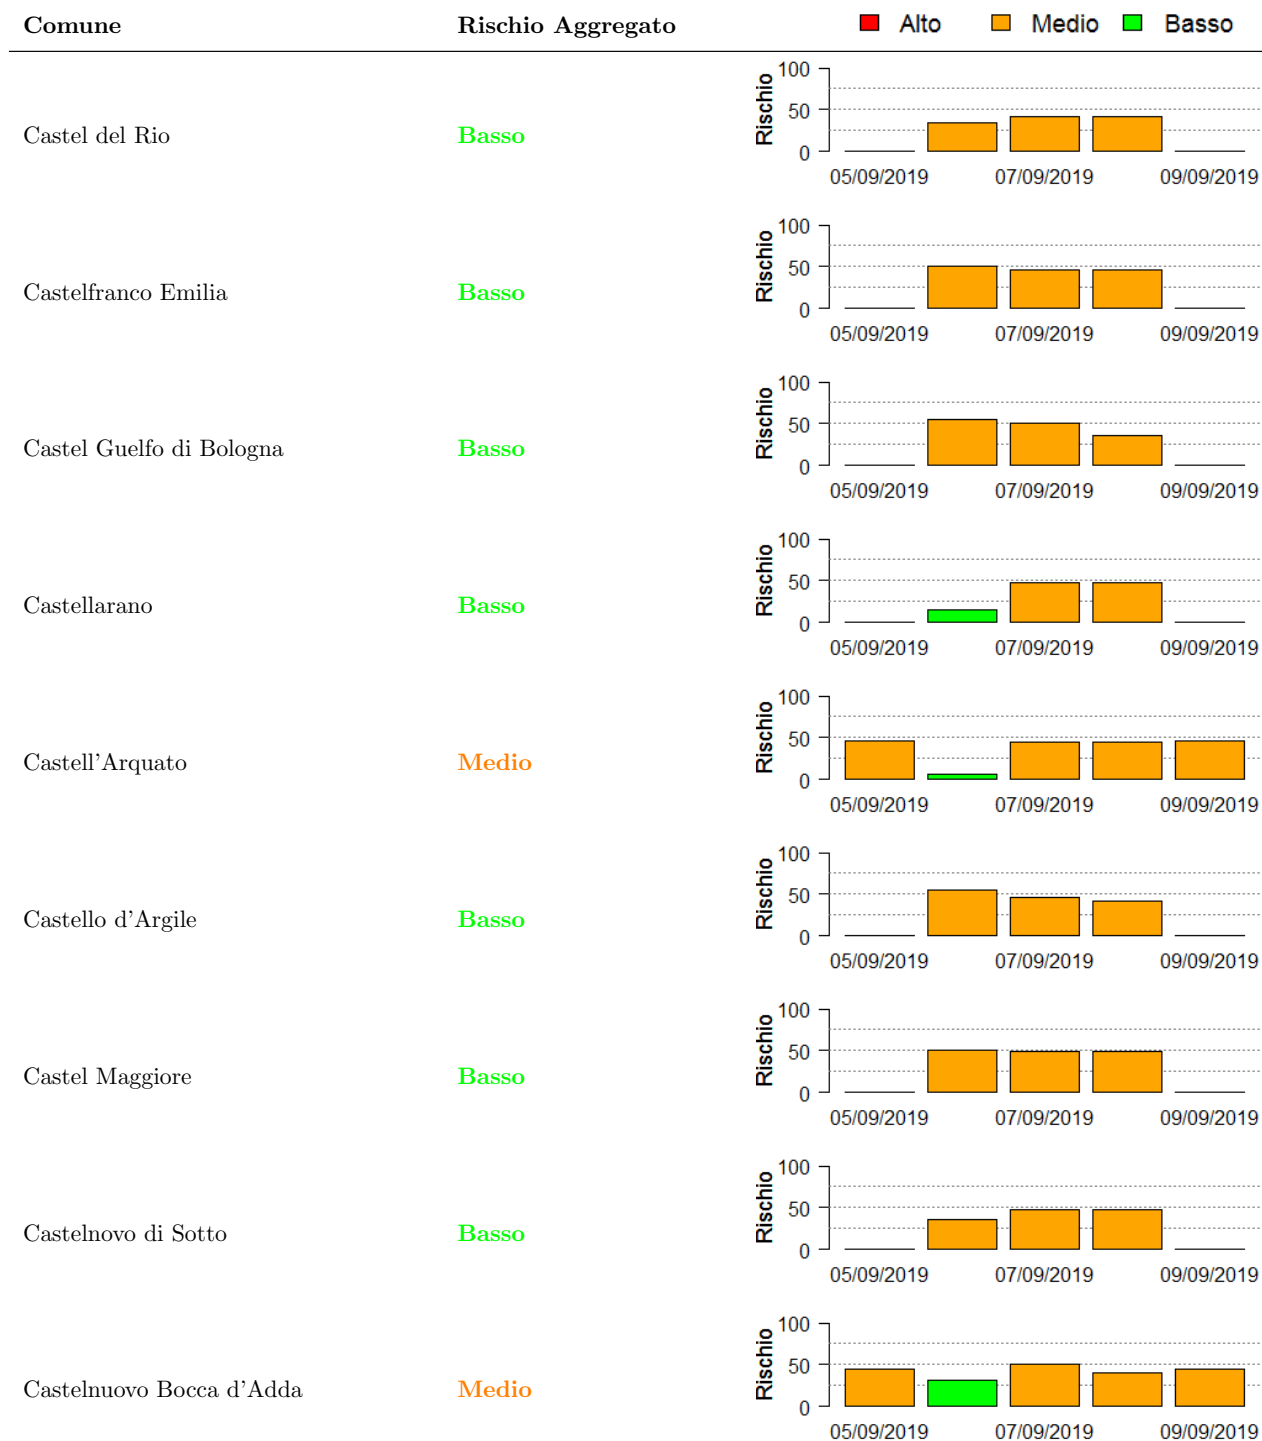 Comune Rischio Aggregato Alto Medio Basso
Rischio
100
50
0
Castel del Rio Basso
05/09/2019 07/09/2019 09/09/2019
Rischio
100
50
0
Castelfranco Emilia Basso
05/09/2019 07/09/2019 09/09/2019
Rischio
100
50
0
Castel Guelfo di Bologna Basso
05/09/2019 07/09/2019 09/09/2019
Rischio
100
50
0
Castellarano Basso
05/09/2019 07/09/2019 09/09/2019
Rischio
100
50
0
Castell'Arquato Medio
05/09/2019 07/09/2019 09/09/2019
Rischio
100
50
0
Castello d'Argile Basso
05/09/2019 07/09/2019 09/09/2019
Rischio
100
50
0
Castel Maggiore Basso
05/09/2019 07/09/2019 09/09/2019
Rischio
100
50
0
Castelnovo di Sotto Basso
05/09/2019 07/09/2019 09/09/2019
Rischio
100
50
0
Castelnuovo Bocca d'Adda Medio
05/09/2019 07/09/2019 09/09/2019